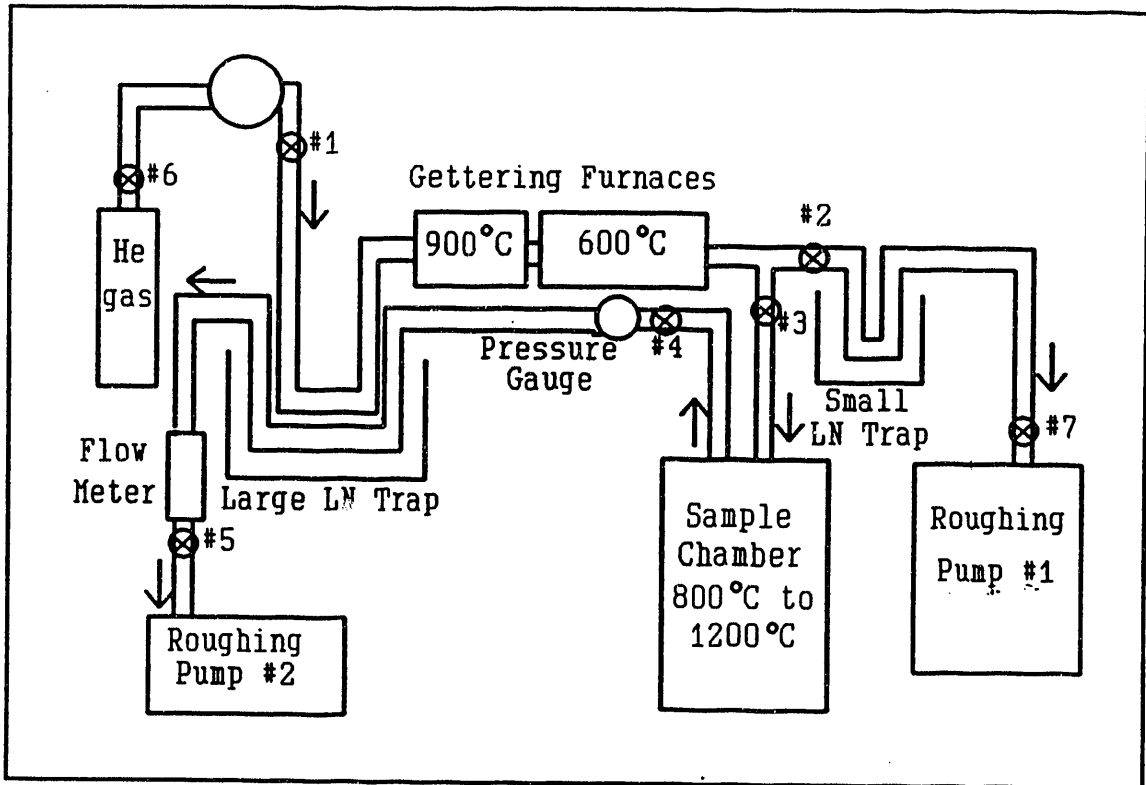 #1
#6
Gettering Furnaces
#2
He
gas
900°C
600°C
#3
Pressure
Gauge
#4
Small
LN Trap
#7
Flow
Meter
Large LN Trap
#5
Sample
Chamber
800°C to
1200°C
Roughing
Pump #1
Roughing
Pump #2